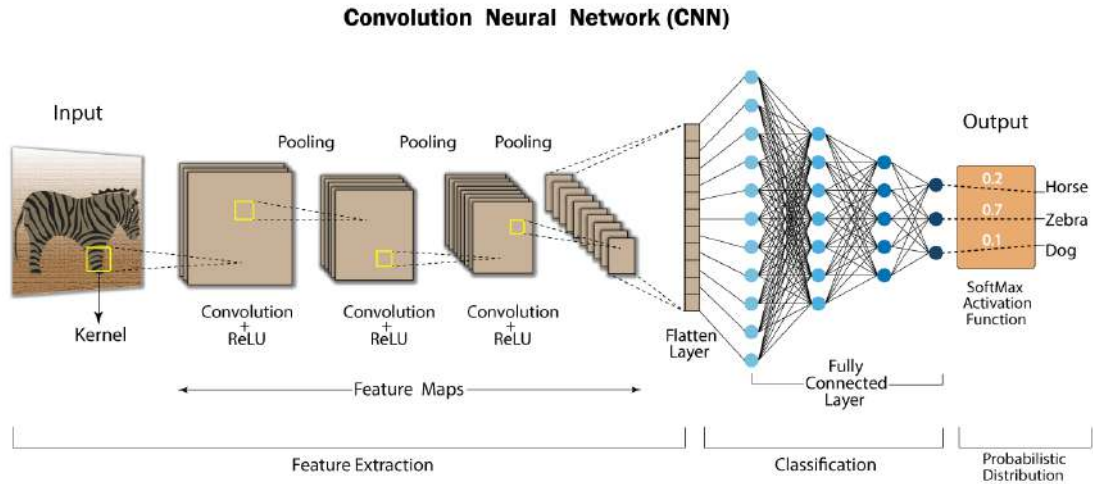 Convolution Neural Network (CNN)
Input
Output
Pooling
Pooling
Pooling
0.2
Horse
0.7
Zebra
0.1
Dog
Kernel
Convolution
+
ReLU
Convolution
+
ReLU
Convolution
+
ReLU
Flatten
Layer
SoftMax
Activation
Function
Feature Maps
Fully
Connected
Layer
Feature Extraction
Classification
Probabilistic
Distribution